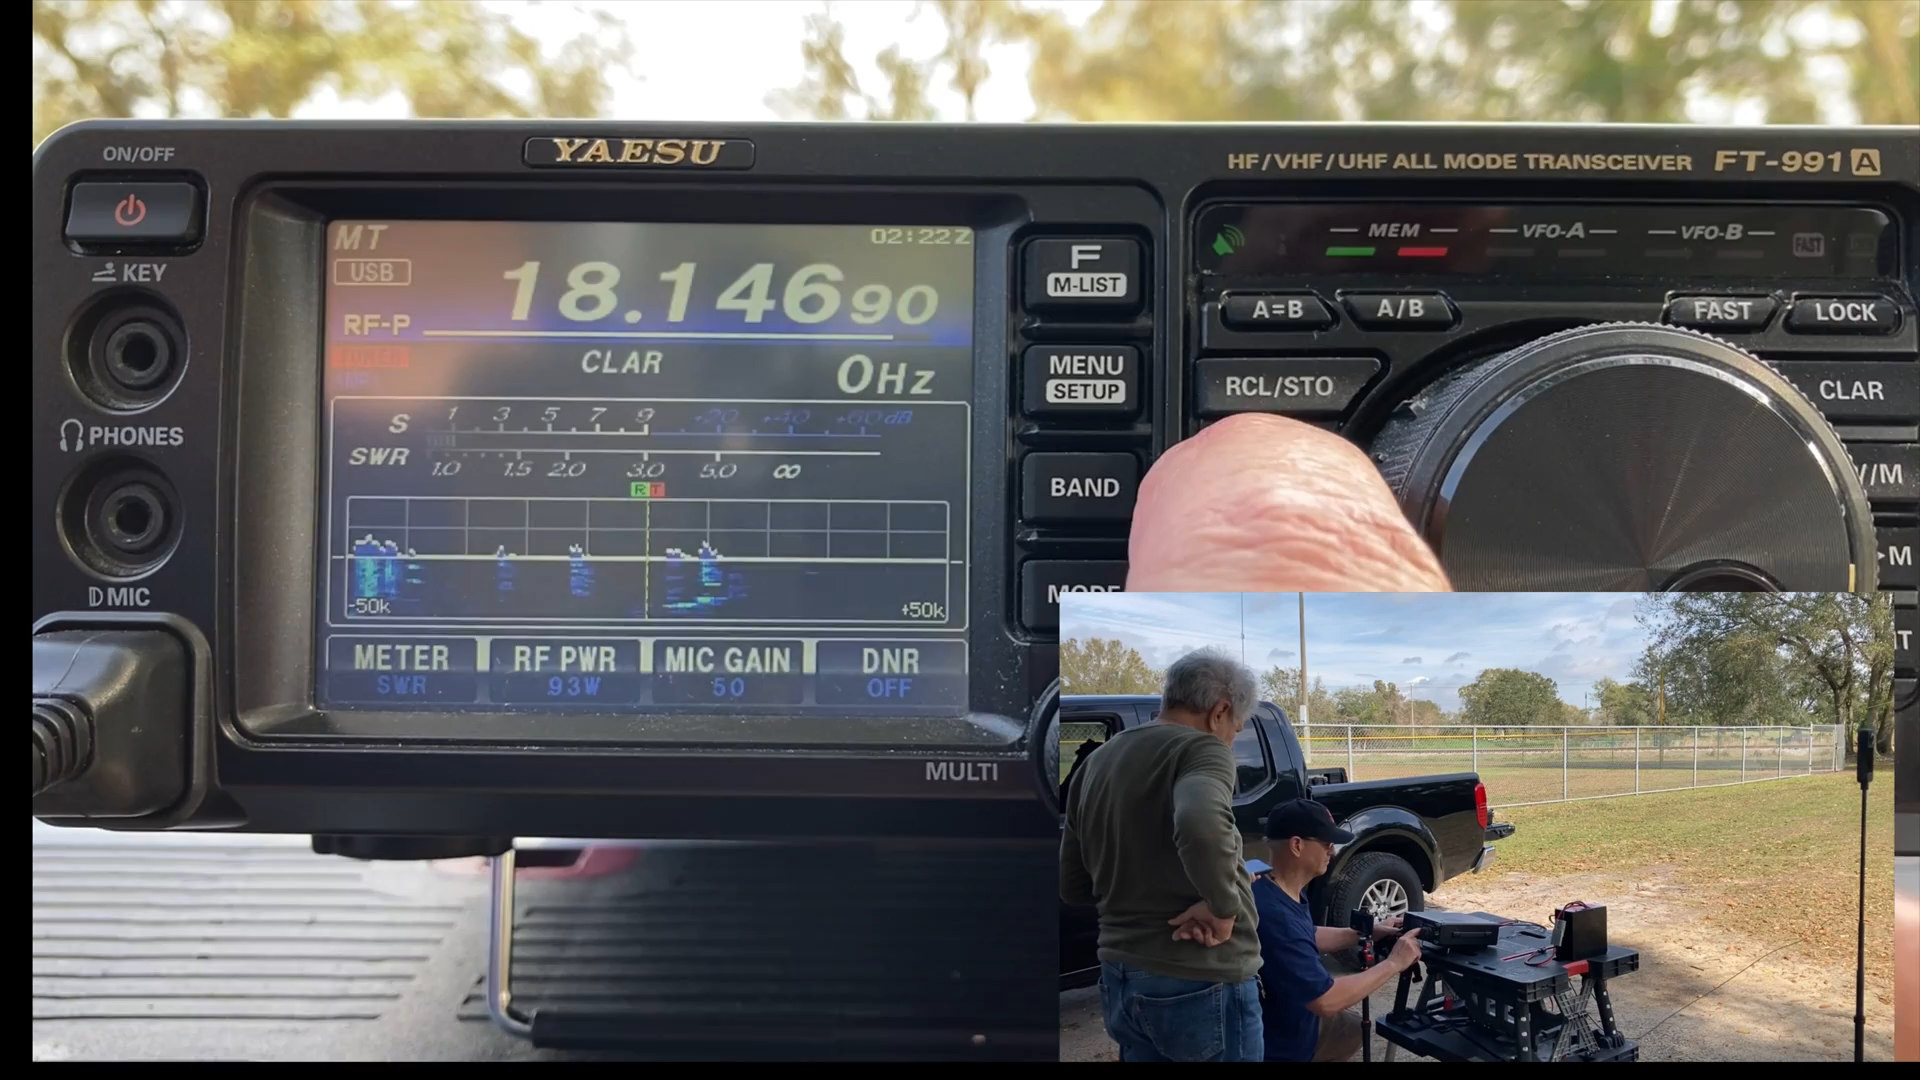 ON/OFF
YAESU
HF/VHF/UHF ALL MODE TRANSCEIVER FT-991A
KEY
PHONES
MIC
MT
02:22Z
USB
18.14690
RF-P
TUNER
CLAR
0Hz
S 1 3 5 7 9 +20 +40 +60dB
SWR
1.0 1.5 2.0 3.0 5.0 ∞
R T
-50k +50k
METER RF PWR MIC GAIN DNR
SWR 93W 50 OFF
MULTI
F
M-LIST
MENU
SETUP
BAND
MODE
MEM VFO-A VFO-B FAST
A=B A/B FAST LOCK
RCL/STO CLAR